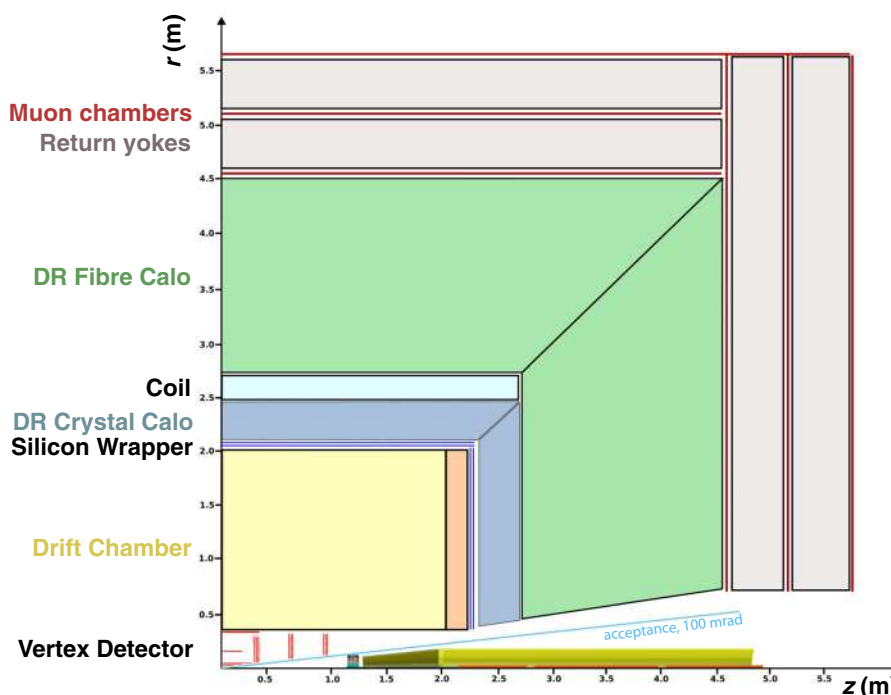 r (m)
5.5
Muon chambers
5.0
Return yokes
4.5
4.0
DR Fibre Calo
3.5
3.0
Coil
2.5
DR Crystal Calo
Silicon Wrapper
2.0
1.5
Drift Chamber
1.0
0.5
acceptance, 100 mrad
Vertex Detector
0.5 1.0 1.5 2.0 2.5 3.0 3.5 4.0 4.5 5.0 5.5
z (m)